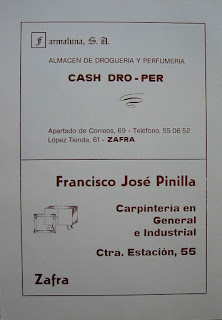 Farmaluna, S. A.
ALMACEN DE DROGUERIA Y PERFUMERIA
CASH DRO-PER
Apartado de Correos, 69 - Teléfono, 55 06 52
López Tienda, 61 - ZAFRA
Francisco José Pinilla
Carpintería en
General
e Industrial
Ctra. Estación, 55
Zafra